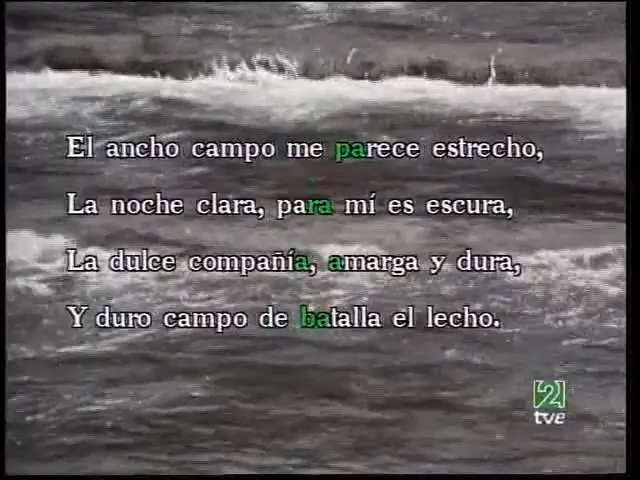 El ancho campo me parece estrecho,
La noche clara, para mí es escura,
La dulce compañía, amarga y dura,
Y duro campo de batalla el lecho.
2
tve